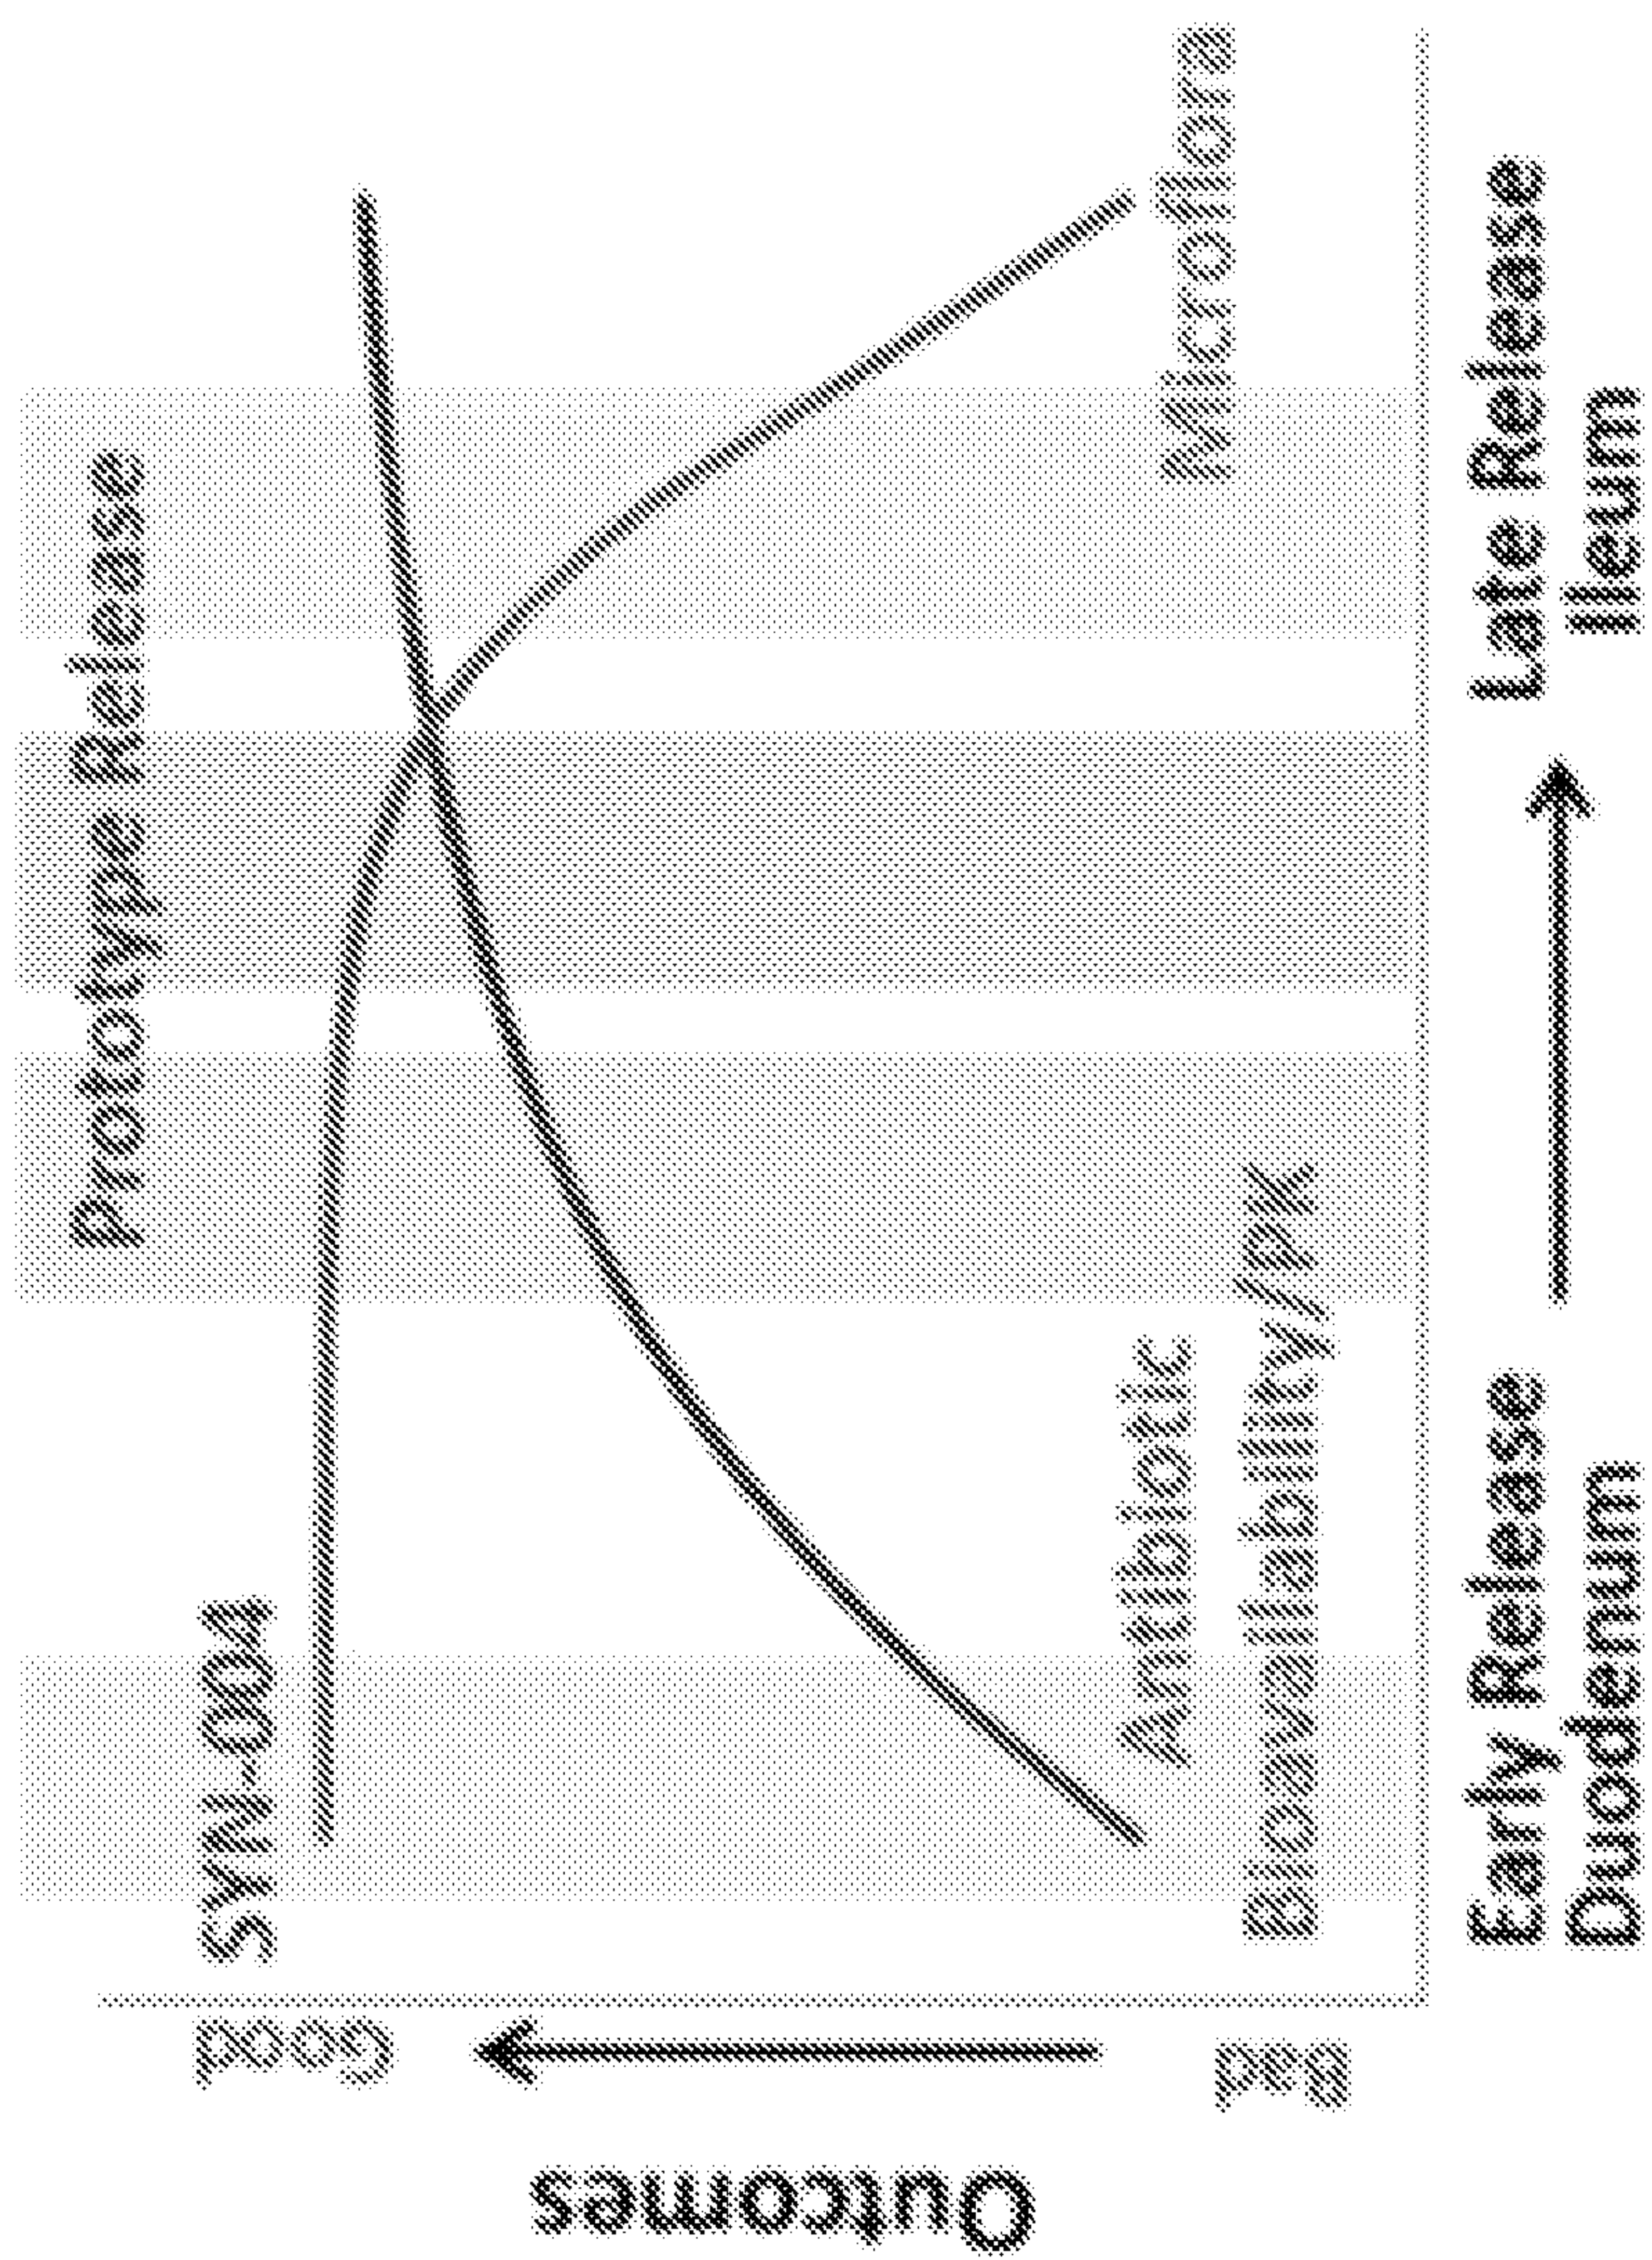 Outcomes
Good
Bad
SYN-004
Prototype Release
Antibiotic
Bioavailability/PK
Microflora
Early Release
Duodenum
Late Release
Ileum